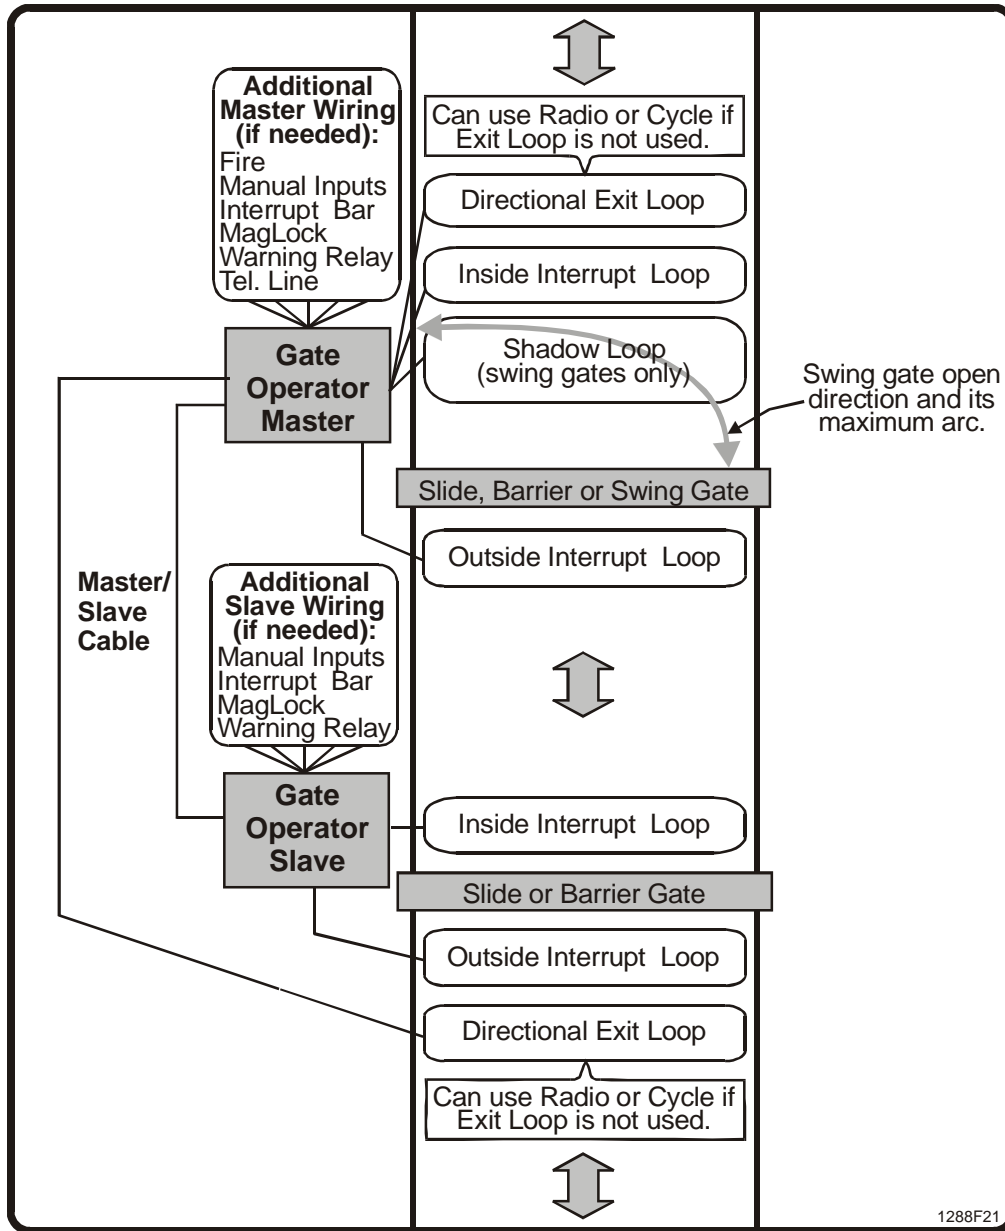 Additional
Master Wiring
(if needed):
Fire
Manual Inputs
Interrupt Bar
MagLock
Warning Relay
Tel. Line
Can use Radio or Cycle if
Exit Loop is not used.
Directional Exit Loop
Inside Interrupt Loop
Shadow Loop
(swing gates only)
Gate
Operator
Master
Swing gate open
direction and its
maximum arc.
Slide, Barrier or Swing Gate
Outside Interrupt Loop
Master/
Slave
Cable
Additional
Slave Wiring
(if needed):
Manual Inputs
Interrupt Bar
MagLock
Warning Relay
Gate
Operator
Slave
Inside Interrupt Loop
Slide or Barrier Gate
Outside Interrupt Loop
Directional Exit Loop
Can use Radio or Cycle if
Exit Loop is not used.
1288F21